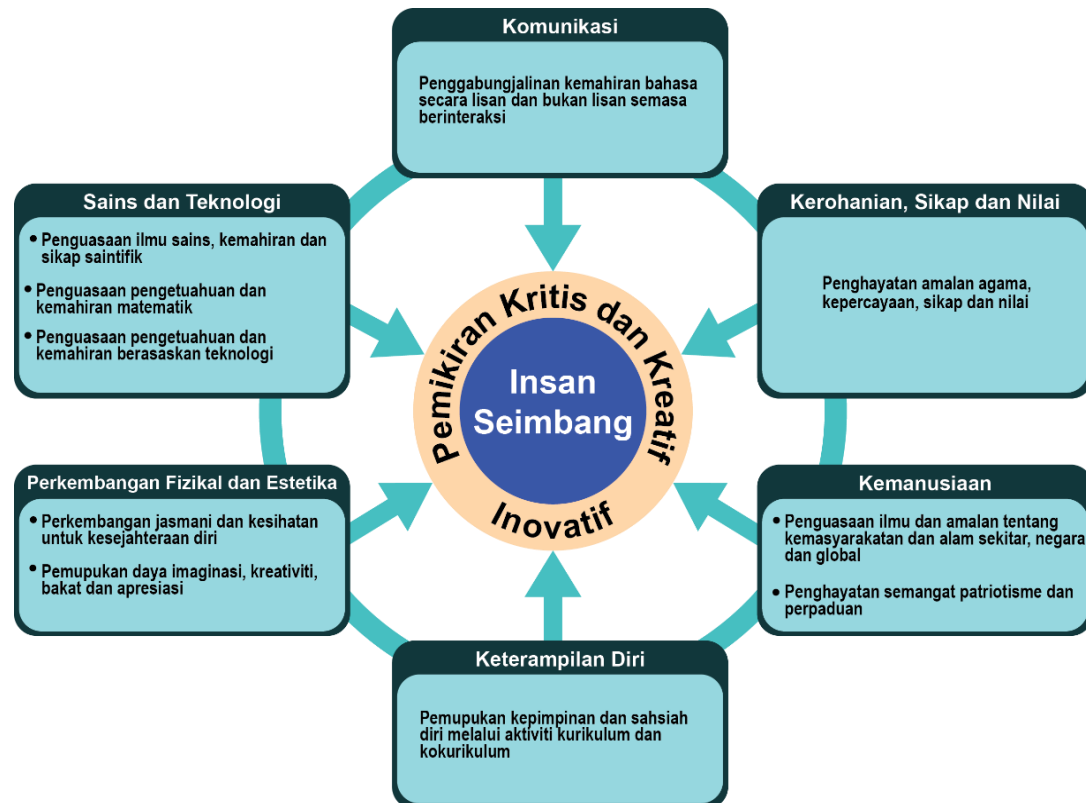 Komunikasi
Penggabungjalinan kemahiran bahasa
secara lisan dan bukan lisan semasa
berinteraksi
Sains dan Teknologi
• Penguasaan ilmu sains, kemahiran dan
sikap saintifik
• Penguasaan pengetuahuan dan
kemahiran matematik
• Penguasaan pengetuahuan dan
kemahiran berasaskan teknologi
Kerohanian, Sikap dan Nilai
Penghayatan amalan agama,
kepercayaan, sikap dan nilai
Pemikiran Kritis dan Kreatif
Insan
Seimbang
Inovatif
Perkembangan Fizikal dan Estetika
• Perkembangan jasmani dan kesihatan
untuk kesejahteraan diri
• Pemupukan daya imaginasi, kreativiti,
bakat dan apresiasi
Kemanusiaan
• Penguasaan ilmu dan amalan tentang
kemasyarakatan dan alam sekitar, negara
dan global
• Penghayatan semangat patriotisme dan
perpaduan
Keterampilan Diri
Pemupukan kepimpinan dan sahsiah
diri melalui aktiviti kurikulum dan
kokurikulum